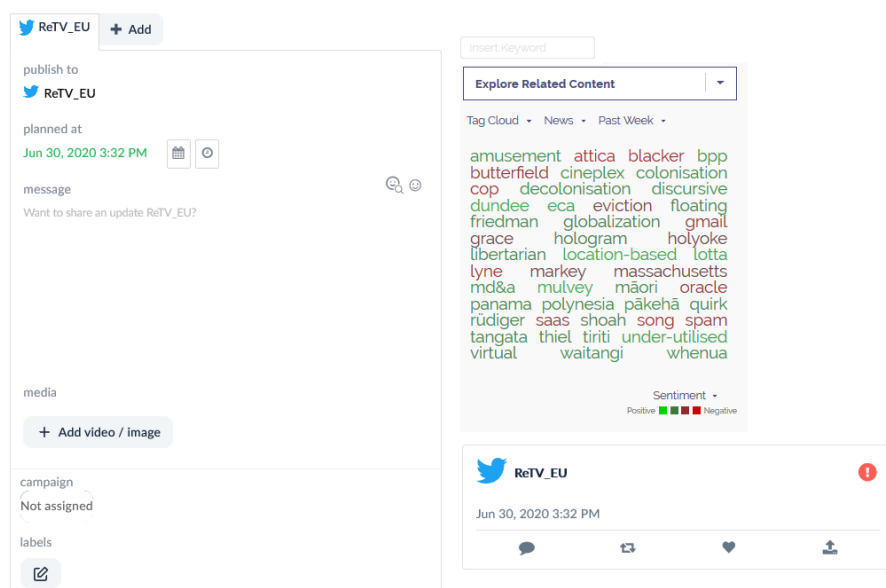 ReTV_EU
Add
publish to
ReTV_EU
planned at
Jun 30, 2020 3:32 PM
message
Want to share an update ReTV_EU?
media
Add video / image
campaign
Not assigned
labels
Insert Keyword
Explore Related Content
Tag Cloud News Past Week
amusement attica blacker bpp
butterfield cineplex colonisation
cop decolonisation discursive
dundee eca eviction floating
friedman globalization gmail
grace hologram holyoke
libertarian location-based lotta
lyne markey massachusetts
md&a mulvey māori oracle
panama polynesia pākehā quirk
rüdiger saas shoah song spam
tangata thiel tiriti under-utilised
virtual waitangi whenua
Sentiment
Positive Negative
ReTV_EU
Jun 30, 2020 3:32 PM